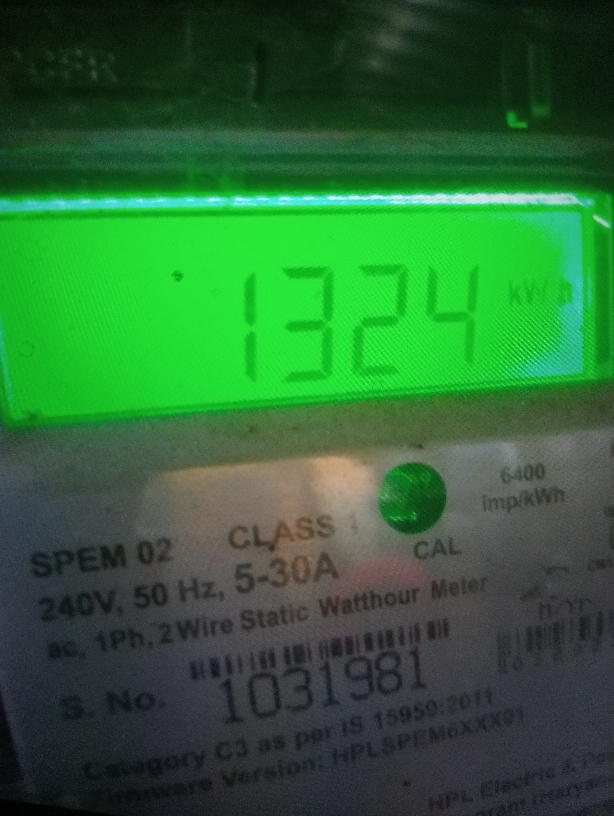 1324 kWh
6400
imp/kWh
SPEM 02 CLASS 1
CAL
240V, 50 Hz, 5-30A
ac, 1Ph, 2 Wire Static Watthour Meter
S. No. 1031981
Category C3 as per IS 15959:2011
Firmware Version: HPLSPEM6XXX01
HPL Electric &